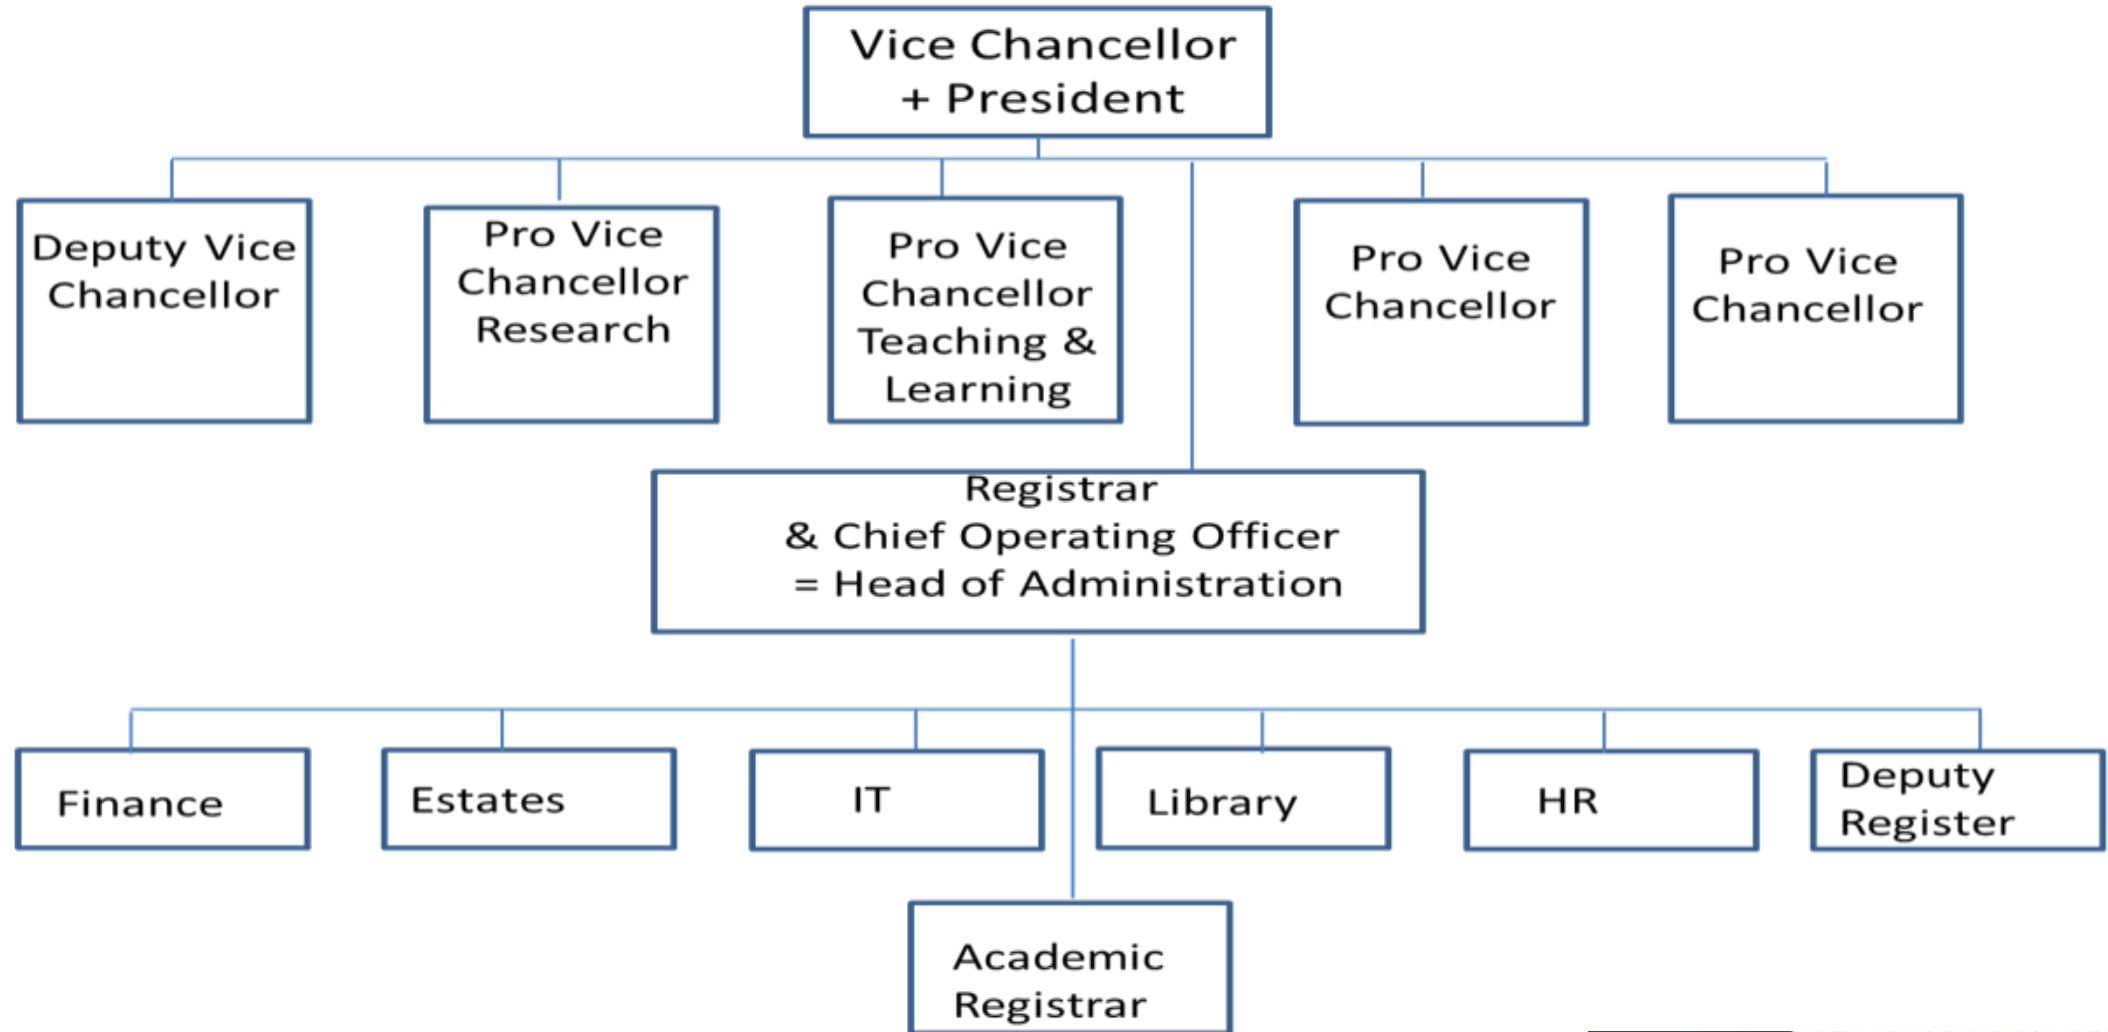 Vice Chancellor
+ President
Deputy Vice
Chancellor
Pro Vice
Chancellor
Research
Pro Vice
Chancellor
Teaching &
Learning
Pro Vice
Chancellor
Pro Vice
Chancellor
Registrar
& Chief Operating Officer
= Head of Administration
Finance
Estates
IT
Library
HR
Deputy
Register
Academic
Registrar